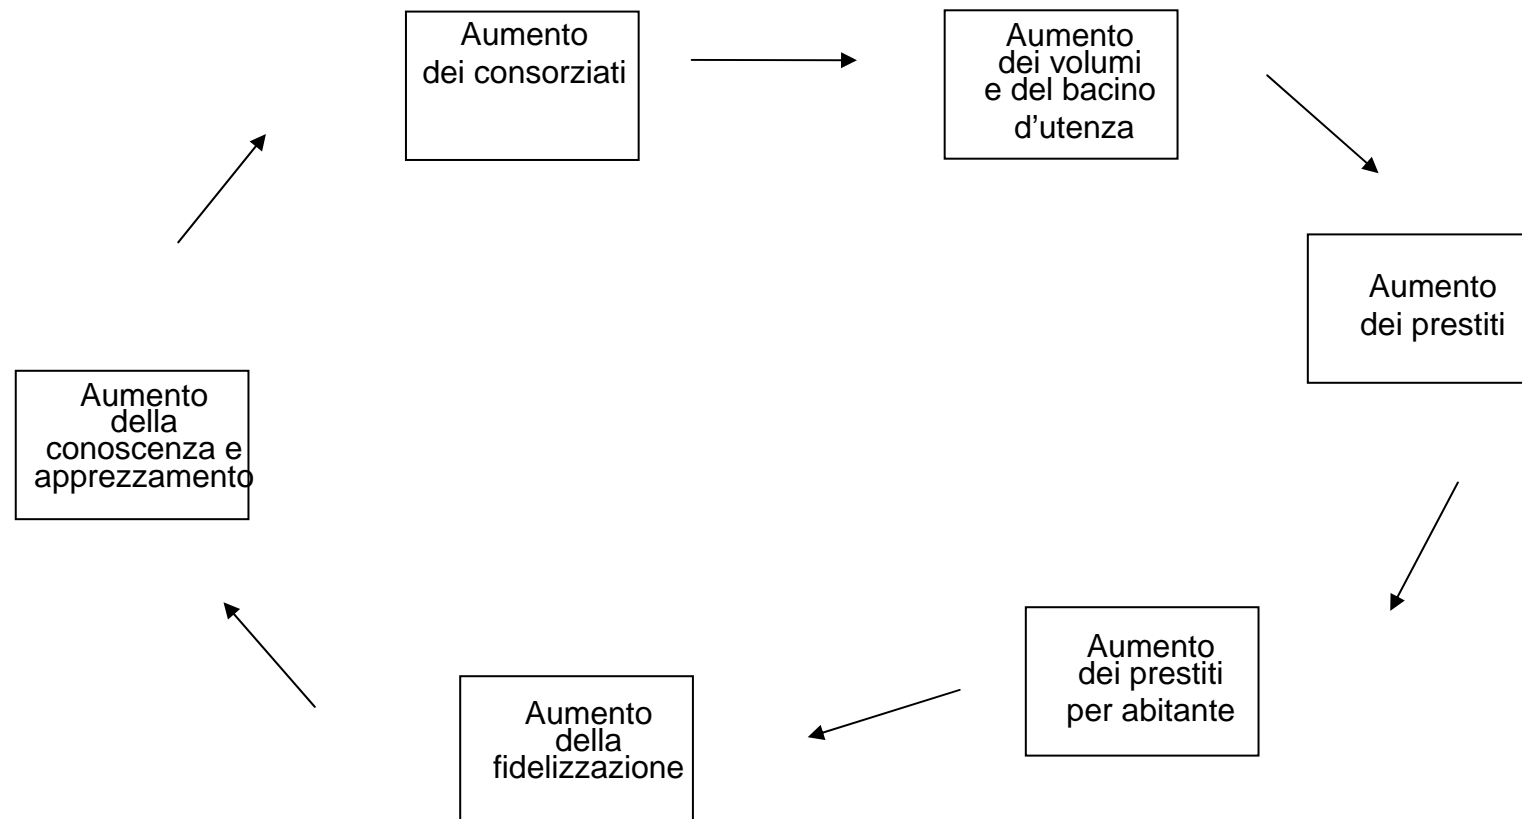 Aumento
dei consorziati
Aumento
dei volumi
e del bacino
d’utenza
Aumento
dei prestiti
Aumento
dei prestiti
per abitante
Aumento
della
fidelizzazione
Aumento
della
conoscenza e
apprezzamento